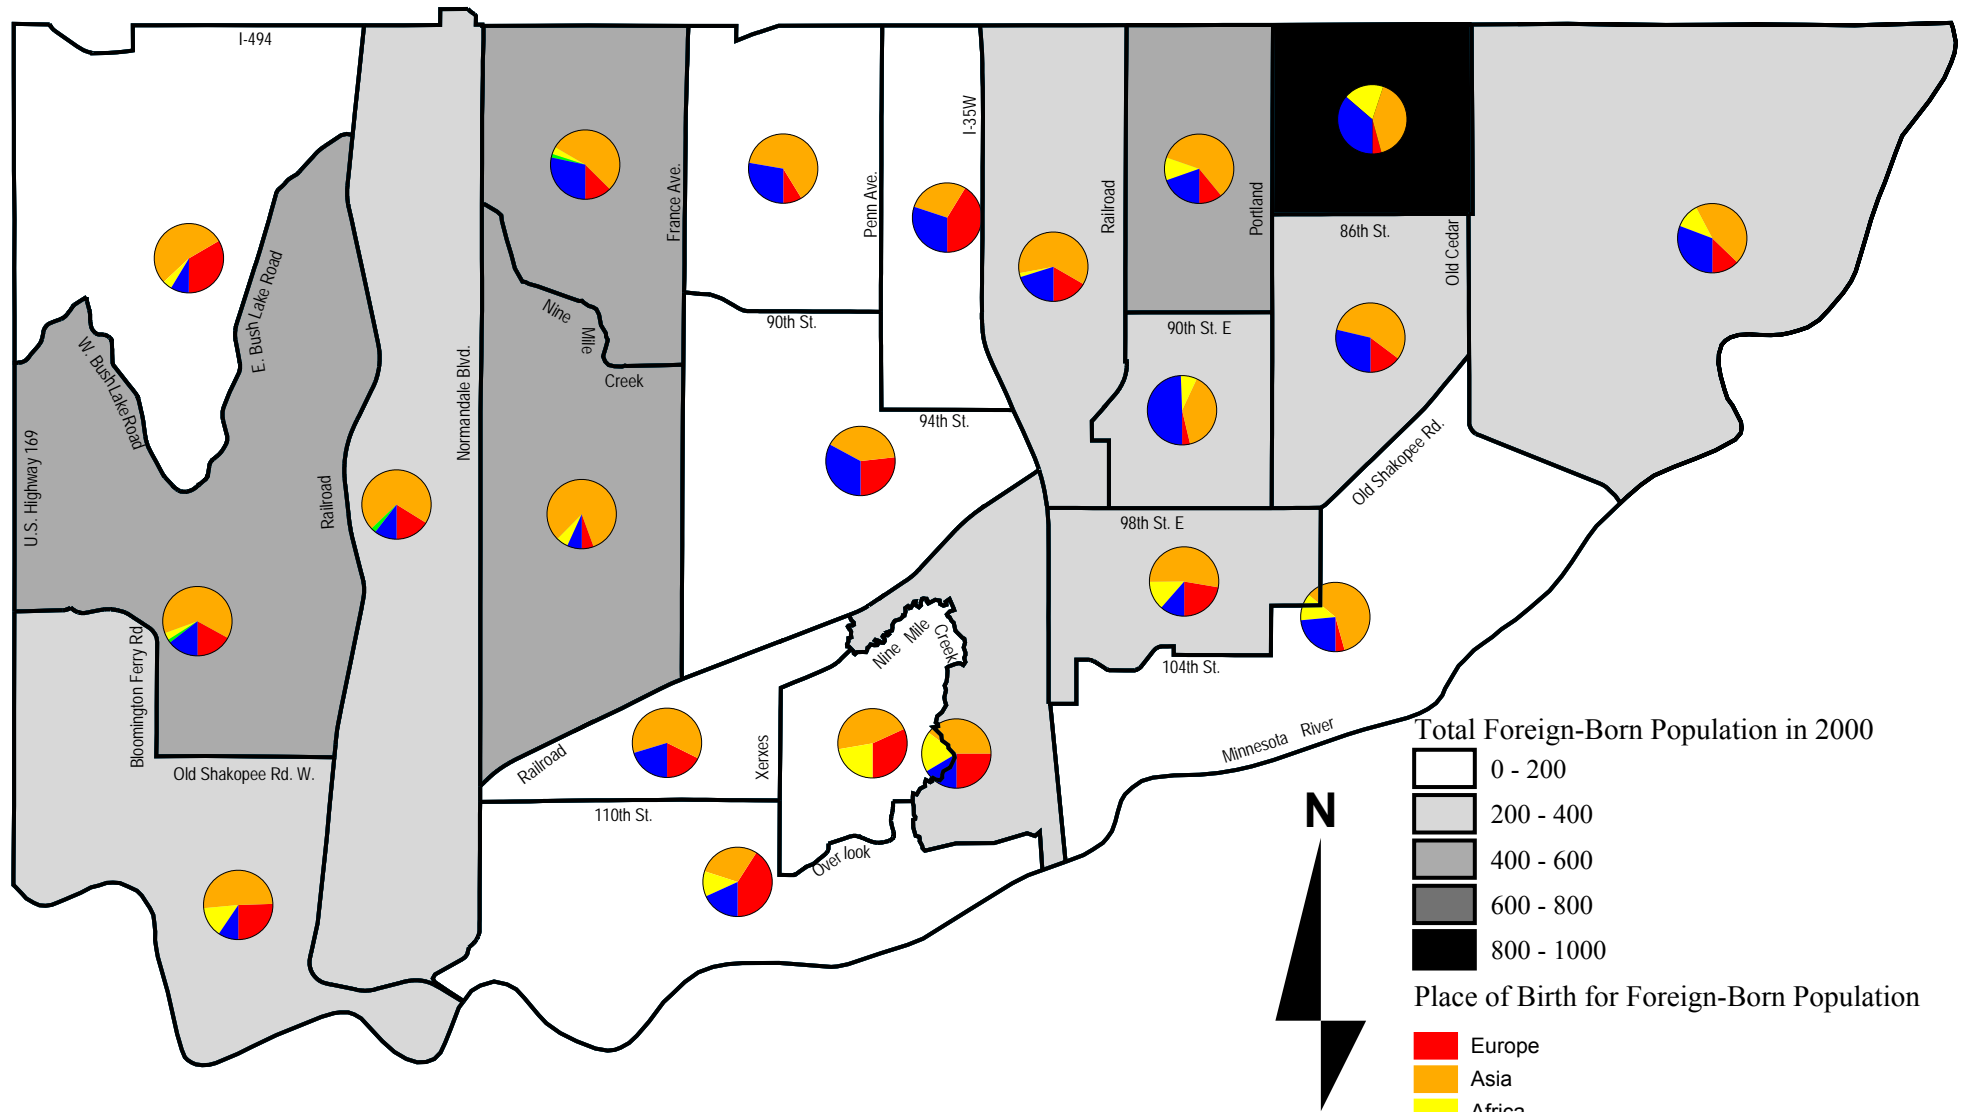 I-494
I-35W
France Ave.
Penn Ave.
Railroad
Portland
86th St.
Old Cedar
E. Bush Lake Road
W. Bush Lake Road
Nine
Mile
Creek
90th St.
90th St. E
Normandale Blvd.
94th St.
U.S. Highway 169
Railroad
Old Shakopee Rd.
98th St. E
Bloomington Ferry Rd.
Nine Mile
Creek
104th St.
Xerxes
Railroad
Old Shakopee Rd. W.
110th St.
Over look
Minnesota River
N
Total Foreign-Born Population in 2000
0 - 200
200 - 400
400 - 600
600 - 800
800 - 1000
Place of Birth for Foreign-Born Population
Europe
Asia
Africa